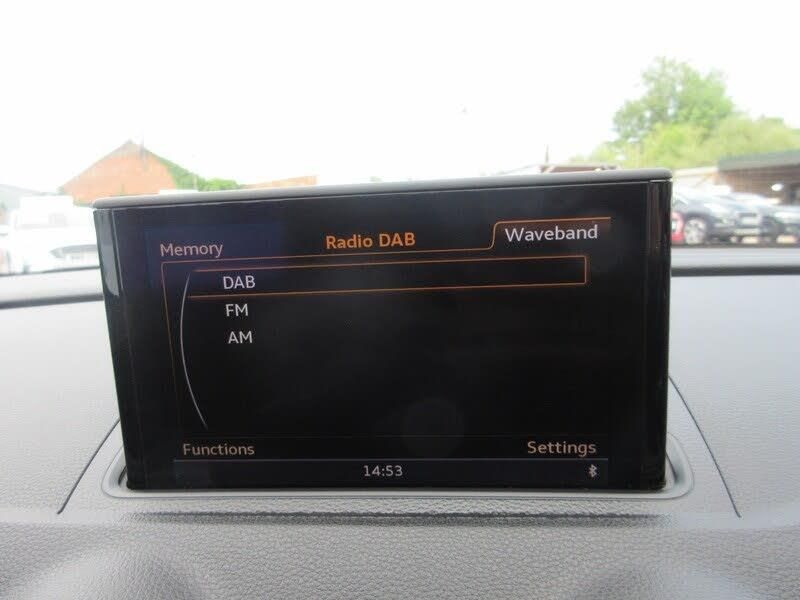 Memory Radio DAB Waveband
DAB
FM
AM
Functions Settings
14:53